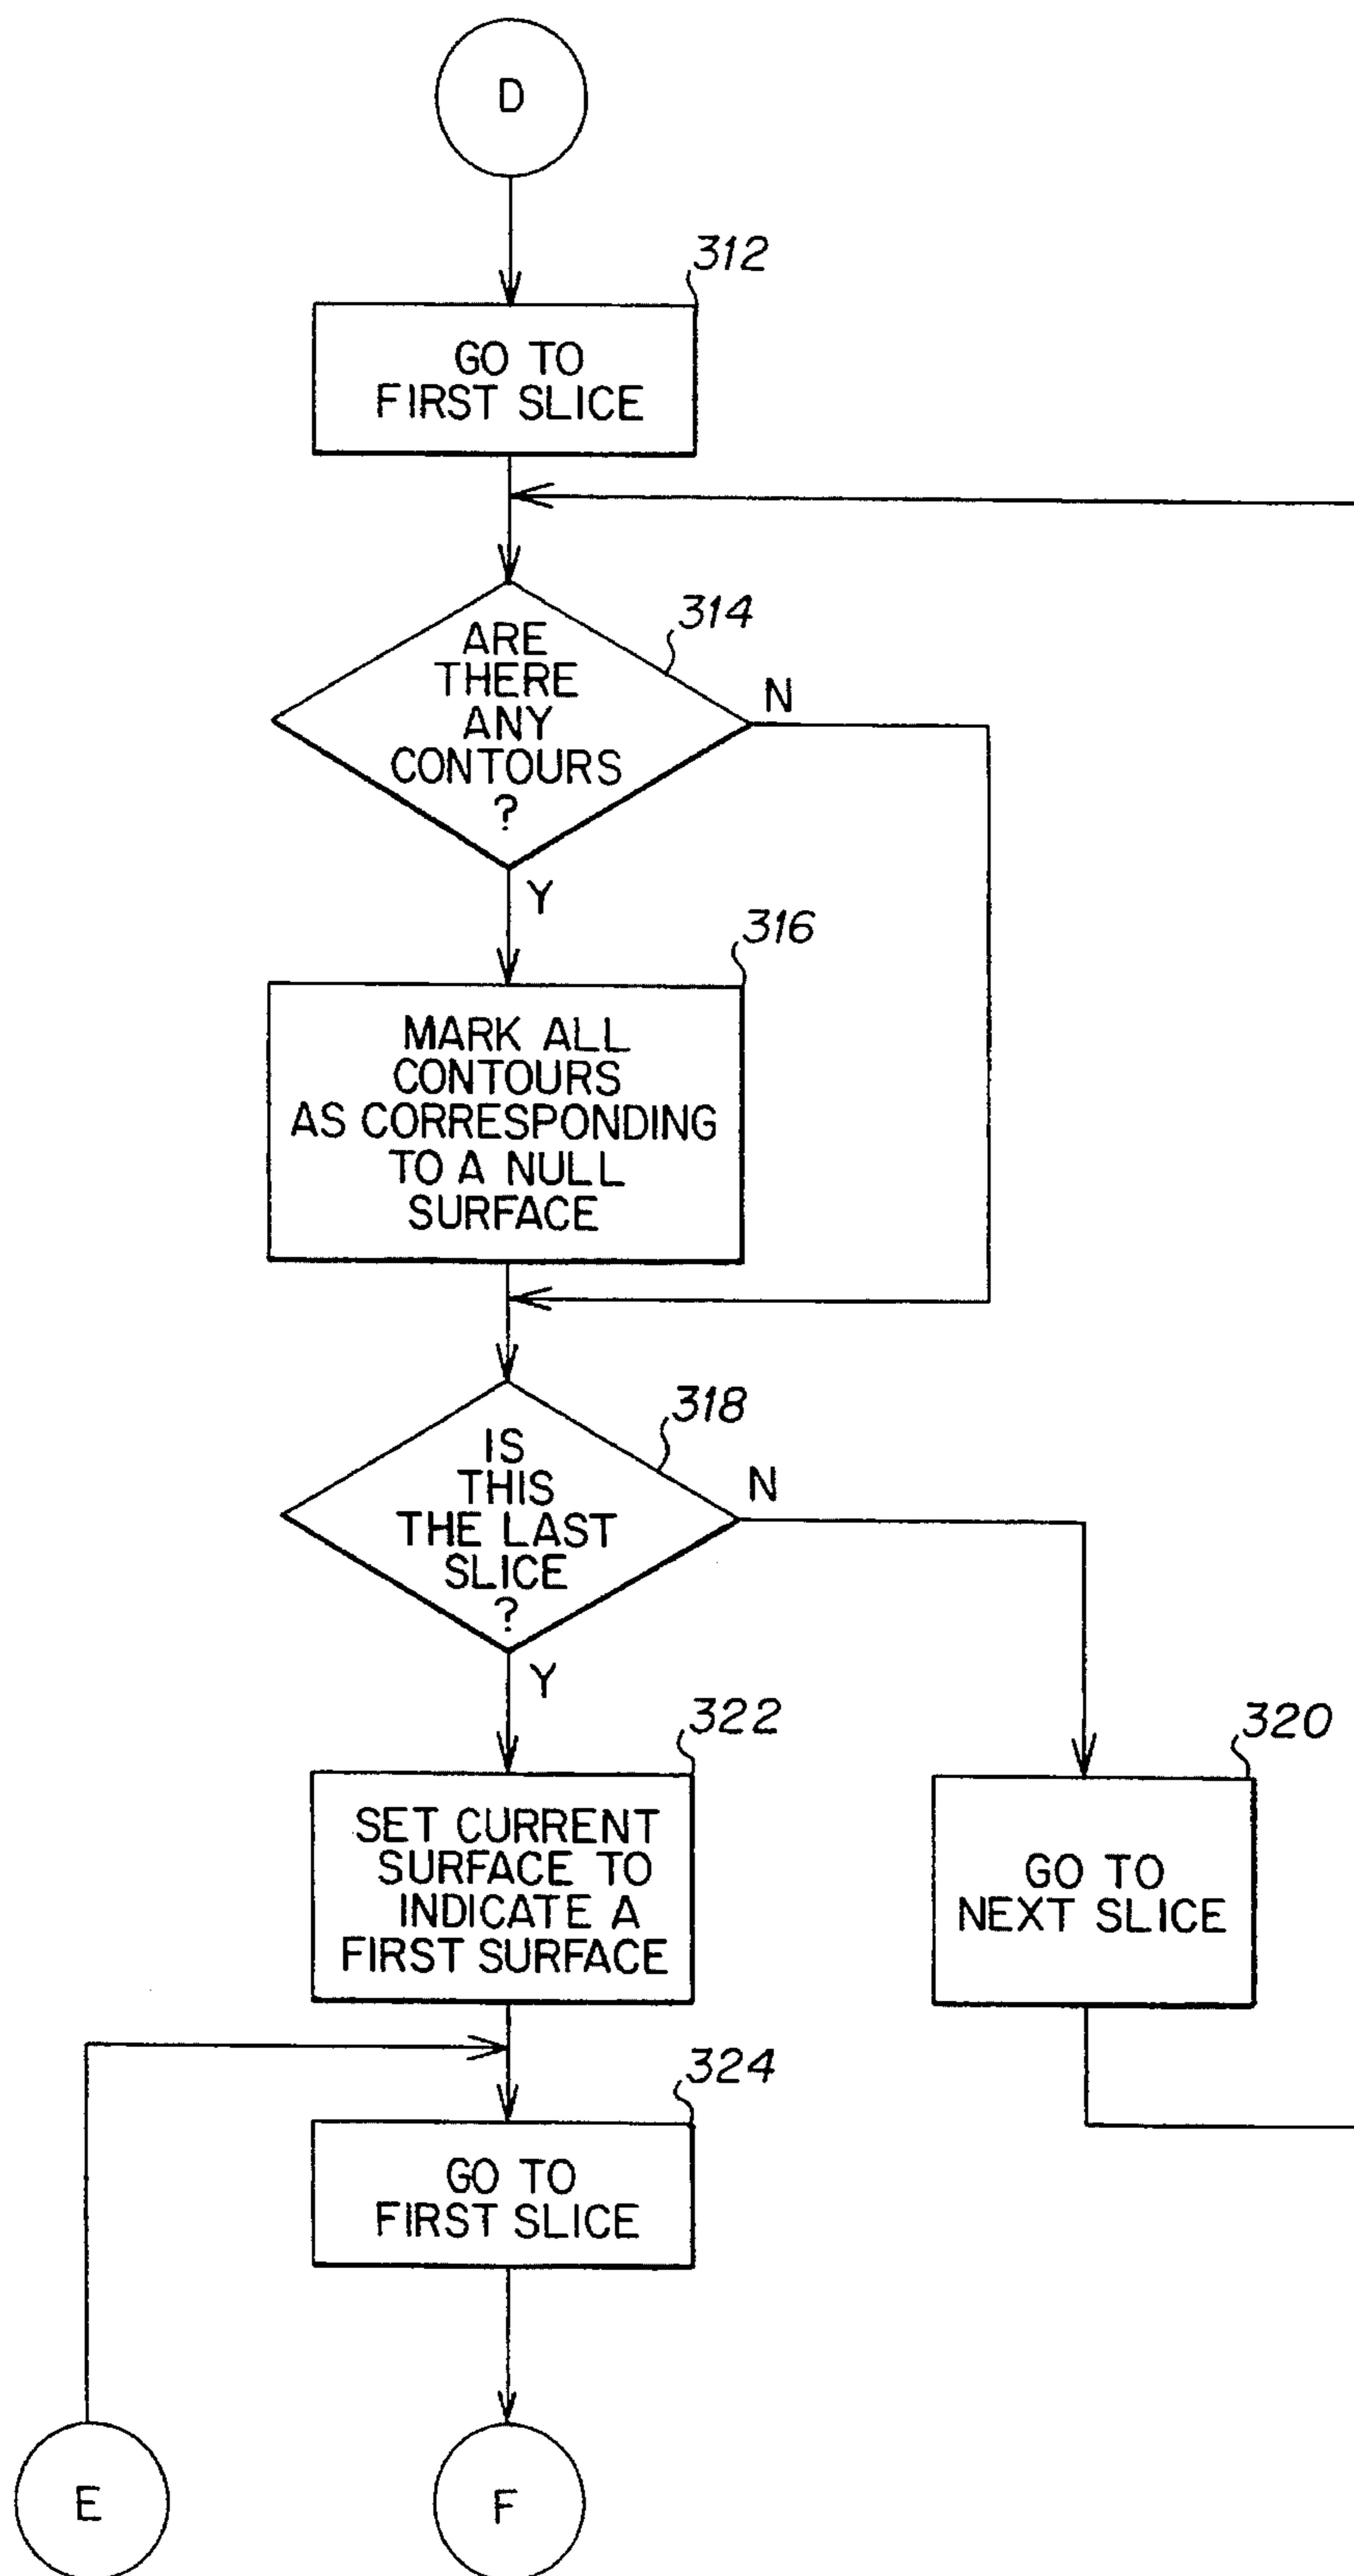 D
312
GO TO
FIRST SLICE
314
ARE
THERE
ANY
CONTOURS
?
N
Y
316
MARK ALL
CONTOURS
AS CORRESPONDING
TO A NULL
SURFACE
318
IS
THIS
THE LAST
SLICE
?
N
Y
322
SET CURRENT
SURFACE TO
INDICATE A
FIRST SURFACE
320
GO TO
NEXT SLICE
324
GO TO
FIRST SLICE
E
F